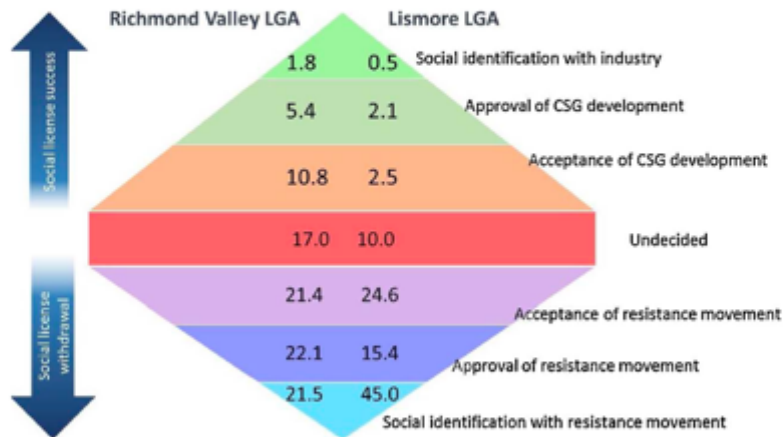 Richmond Valley LGA Lismore LGA
1.8 0.5 Social identification with industry
5.4 2.1 Approval of CSG development
10.8 2.5 Acceptance of CSG development
17.0 10.0 Undecided
21.4 24.6 Acceptance of resistance movement
22.1 15.4 Approval of resistance movement
21.5 45.0 Social identification with resistance movement
Social license success
Social license
withdrawal